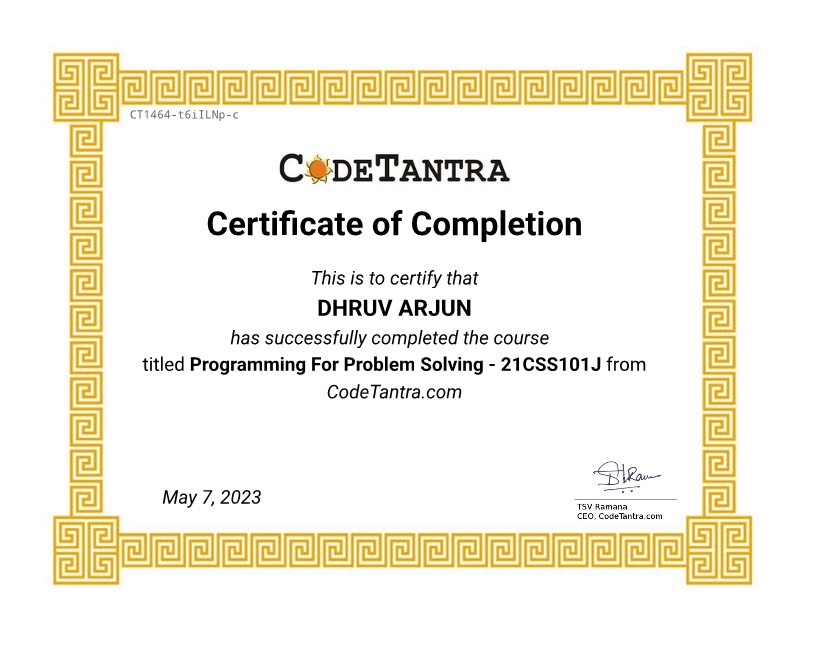 CT1464-t6iILNp-c
CODETANTRA
Certificate of Completion
This is to certify that
DHRUV ARJUN
has successfully completed the course
titled Programming For Problem Solving - 21CSS101J from
CodeTantra.com
May 7, 2023
TSV Ramana
CEO, CodeTantra.com